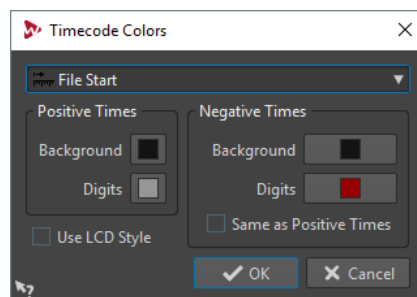 Timecode Colors
File Start
Positive Times
Background
Digits
Use LCD Style
Negative Times
Background
Digits
Same as Positive Times
?
OK
Cancel